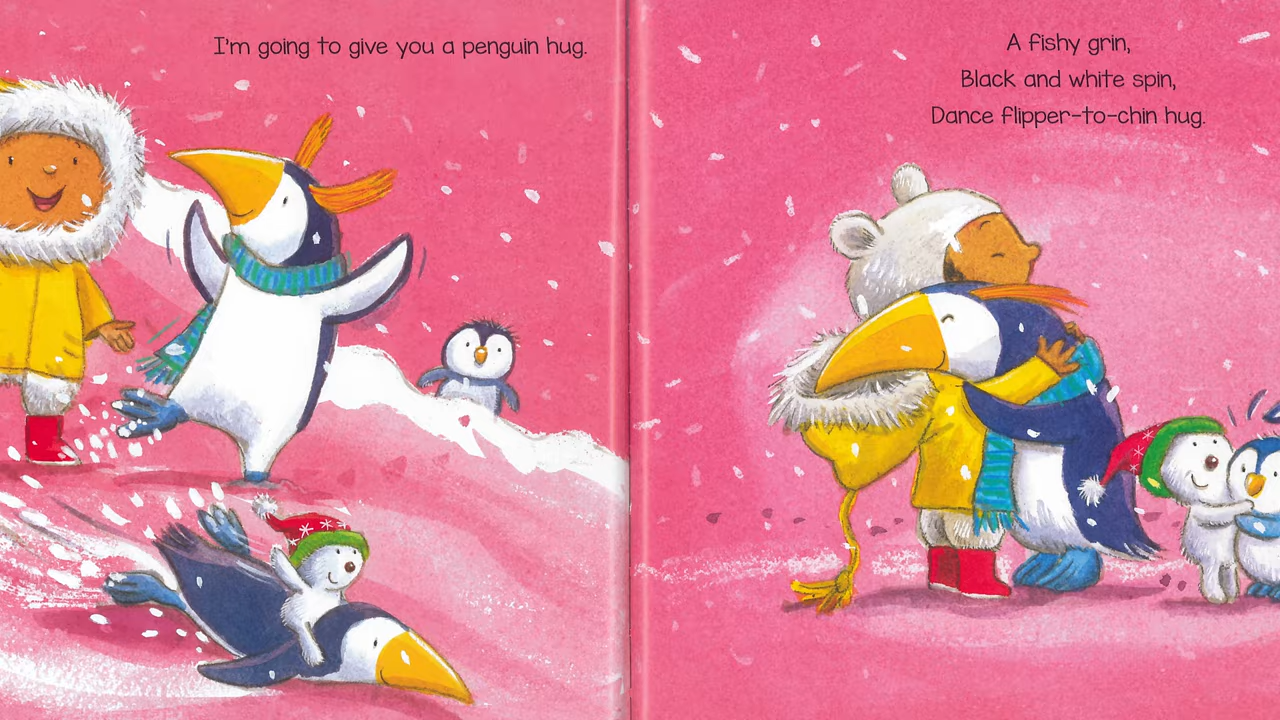 I'm going to give you a penguin hug.
A fishy grin,
Black and white spin,
Dance flipper-to-chin hug.